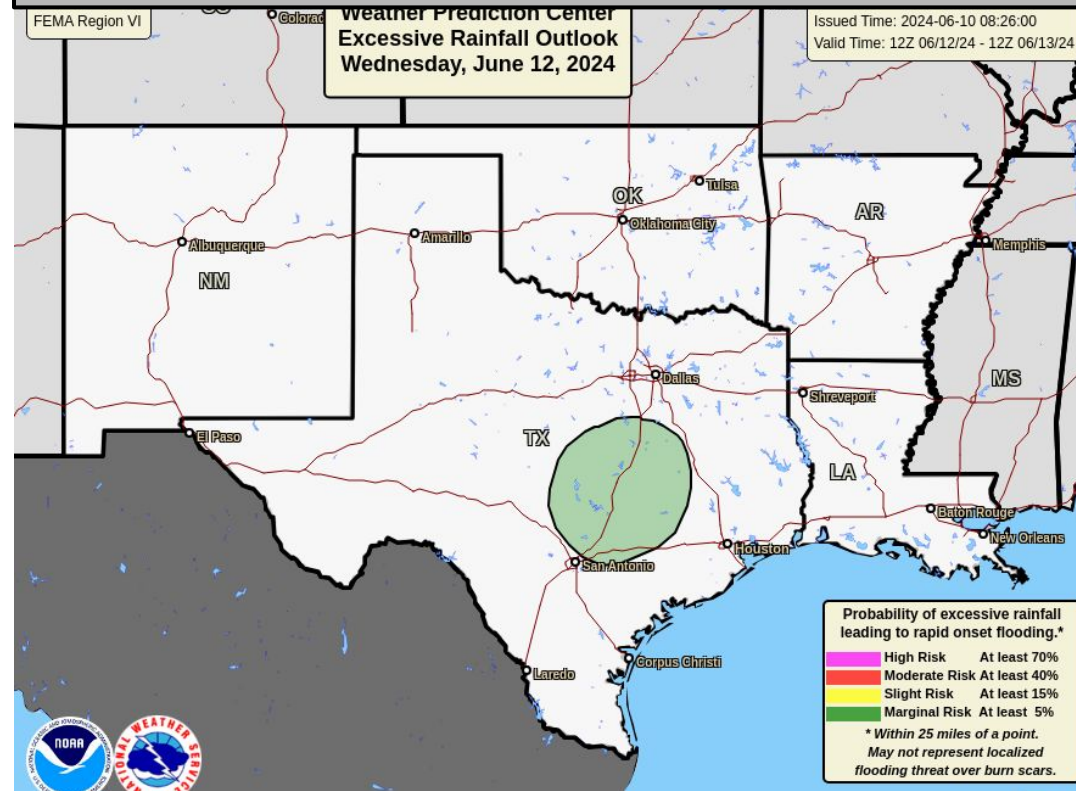 FEMA Region VI
Weather Prediction Center
Excessive Rainfall Outlook
Wednesday, June 12, 2024
Issued Time: 2024-06-10 08:26:00
Valid Time: 12Z 06/12/24 - 12Z 06/13/24
Tulsa
OK
Oklahoma City
AR
Amarillo
Albuquerque
Memphis
NM
Dallas
MS
Shreveport
El Paso
TX
LA
Baton Rouge
New Orleans
Houston
San Antonio
Corpus Christi
Laredo
Probability of excessive rainfall
leading to rapid onset flooding.*
High Risk At least 70%
Moderate Risk At least 40%
Slight Risk At least 15%
Marginal Risk At least 5%
* Within 25 miles of a point.
May not represent localized
flooding threat over burn scars.
NOAA
NATIONAL WEATHER SERVICE